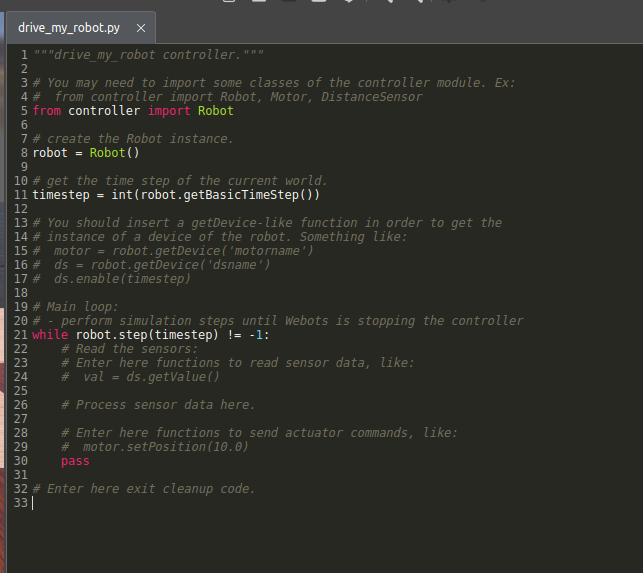 drive_my_robot.py ×
1 """drive_my_robot controller."""
2
3 # You may need to import some classes of the controller module. Ex:
4 #  from controller import Robot, Motor, DistanceSensor
5 from controller import Robot
6
7 # create the Robot instance.
8 robot = Robot()
9
10 # get the time step of the current world.
11 timestep = int(robot.getBasicTimeStep())
12
13 # You should insert a getDevice-like function in order to get the
14 # instance of a device of the robot. Something like:
15 #  motor = robot.getDevice('motorname')
16 #  ds = robot.getDevice('dsname')
17 #  ds.enable(timestep)
18
19 # Main loop:
20 # - perform simulation steps until Webots is stopping the controller
21 while robot.step(timestep) != -1:
22     # Read the sensors:
23     # Enter here functions to read sensor data, like:
24     #  val = ds.getValue()
25
26     # Process sensor data here.
27
28     # Enter here functions to send actuator commands, like:
29     #  motor.setPosition(10.0)
30     pass
31
32 # Enter here exit cleanup code.
33